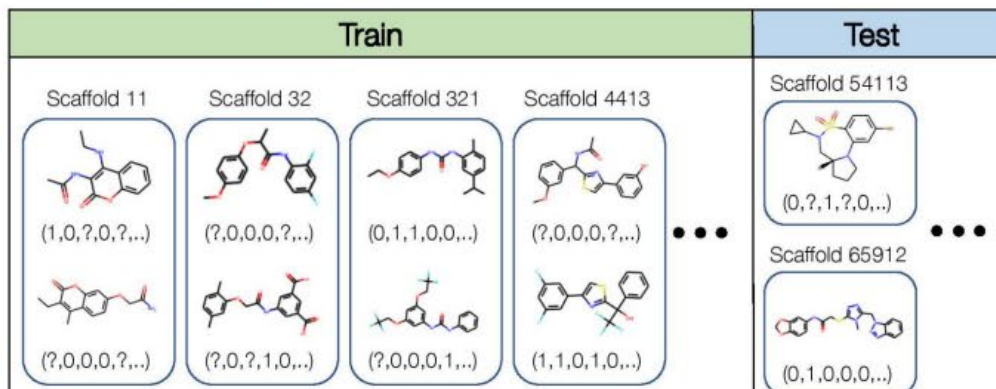 Train
Test
Scaffold 11
Scaffold 32
Scaffold 321
Scaffold 4413
Scaffold 54113
(1,0,?,0,?,..)
(?,0,0,0,?,..)
(0,1,1,0,0,..)
(?,0,0,0,?,..)
(0,?,1,?,0,..)
Scaffold 65912
(?,0,0,0,?,..)
(?,0,?,1,0,..)
(?,0,0,0,1,..)
(1,1,0,1,0,..)
(0,1,0,0,0,..)